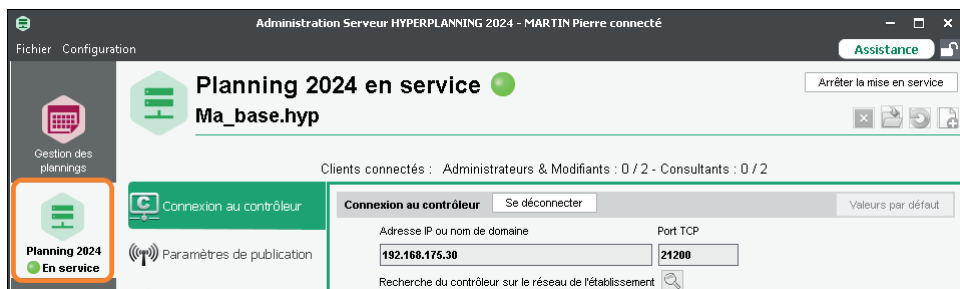 Administration Serveur HYPERPLANNING 2024 - MARTIN Pierre connecté
Fichier Configuration
Assistance
Planning 2024 en service
Arrêter la mise en service
Ma_base.hyp
Gestion des
plannings
Clients connectés : Administrateurs & Modifiants : 0 / 2 - Consultants : 0 / 2
Connexion au contrôleur
Connexion au contrôleur
Se déconnecter
Valeurs par défaut
Adresse IP ou nom de domaine
Port TCP
Planning 2024
En service
Paramètres de publication
192.168.175.30
21200
Recherche du contrôleur sur le réseau de l'établissement